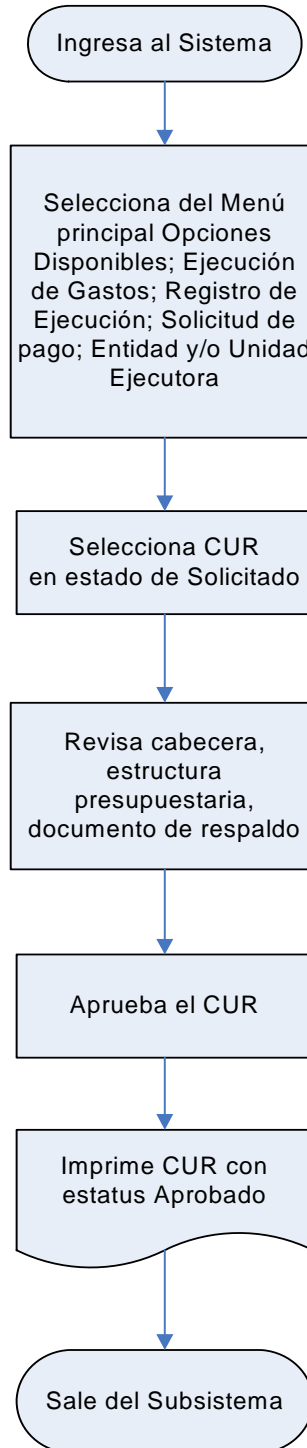 Ingresa al Sistema
Selecciona del Menú
principal Opciones
Disponibles; Ejecución
de Gastos; Registro de
Ejecución; Solicitud de
pago; Entidad y/o Unidad
Ejecutora
Selecciona CUR
en estado de Solicitado
Revisa cabecera,
estructura
presupuestaria,
documento de respaldo
Aprueba el CUR
Imprime CUR con
estatus Aprobado
Sale del Subsistema